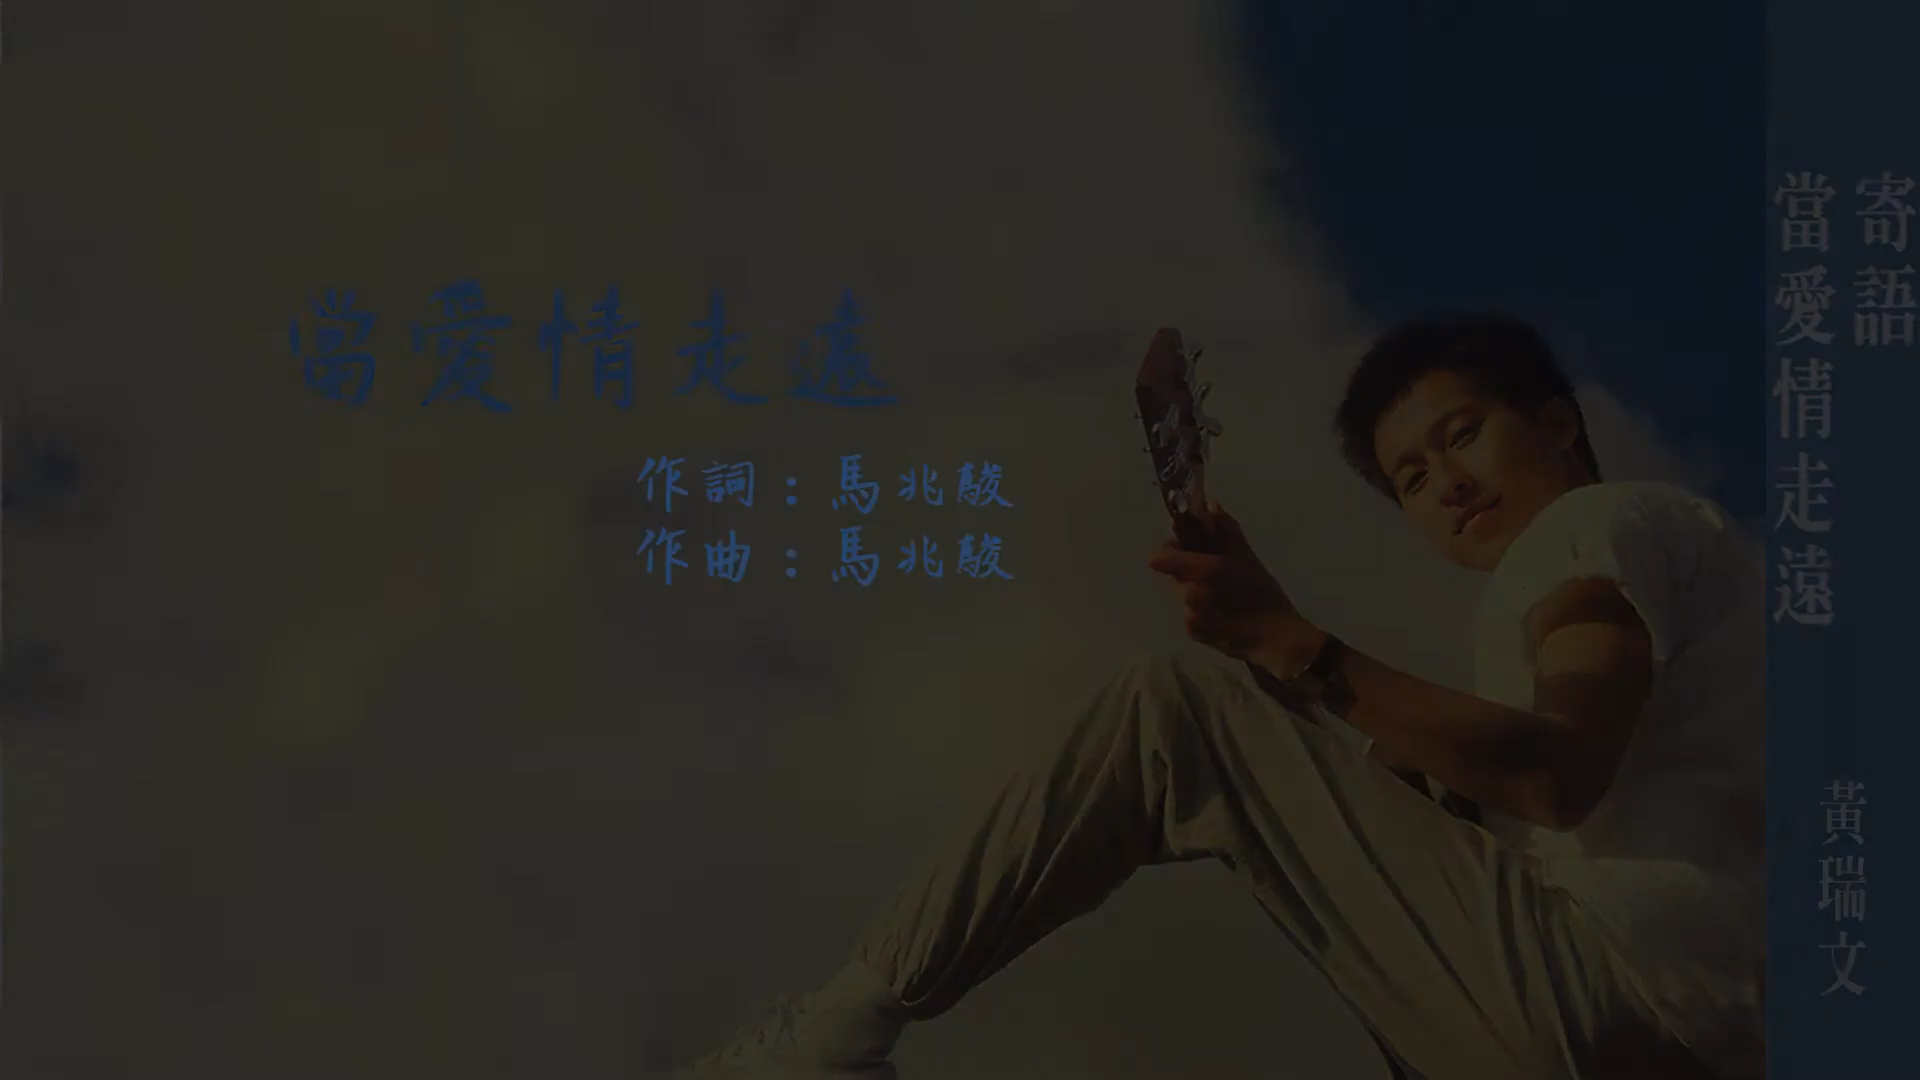 當愛情走遠
作詞：馬兆駿
作曲：馬兆駿
寄語
當愛情走遠
黃瑞文